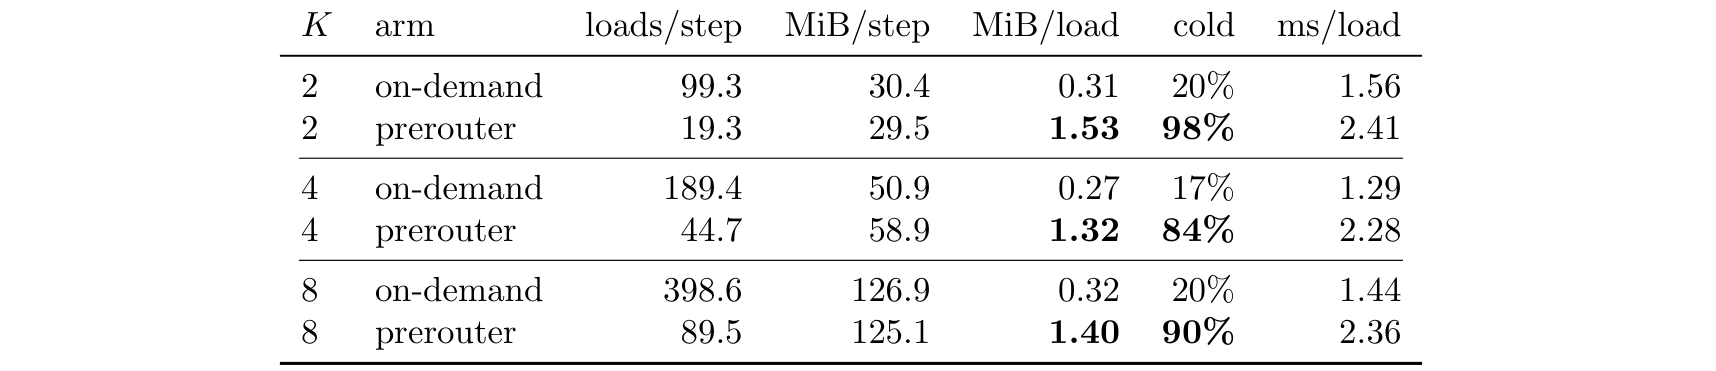 K arm loads/step MiB/step MiB/load cold ms/load
2 on-demand 99.3 30.4 0.31 20% 1.56
2 prerouter 19.3 29.5 1.53 98% 2.41
4 on-demand 189.4 50.9 0.27 17% 1.29
4 prerouter 44.7 58.9 1.32 84% 2.28
8 on-demand 398.6 126.9 0.32 20% 1.44
8 prerouter 89.5 125.1 1.40 90% 2.36